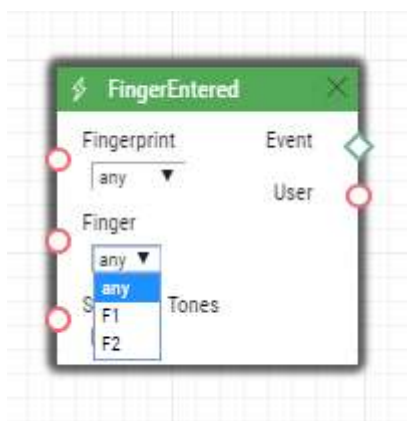 FingerEntered
Fingerprint Event
any
User
Finger
any
any
S Tones
F1
F2